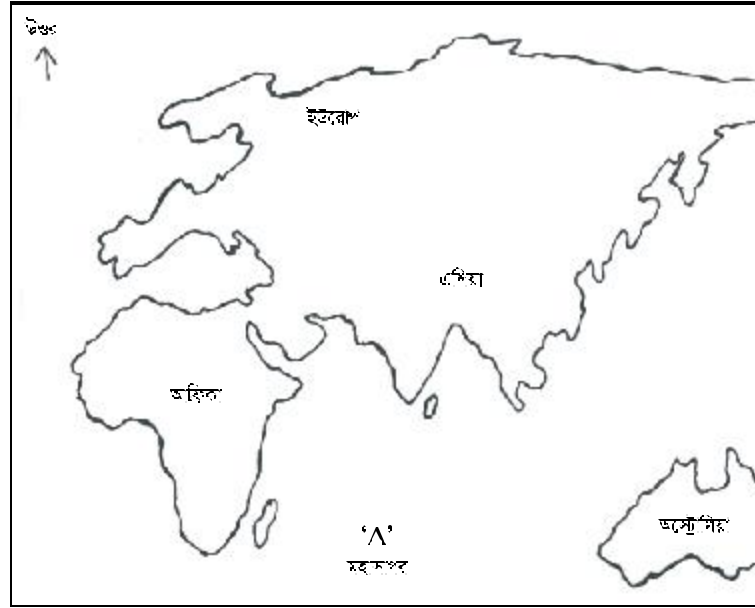 উত্তর
ইউরোপ
এশিয়া
আফ্রিকা
‘A’
মহাসাগর
অস্ট্রেলিয়া